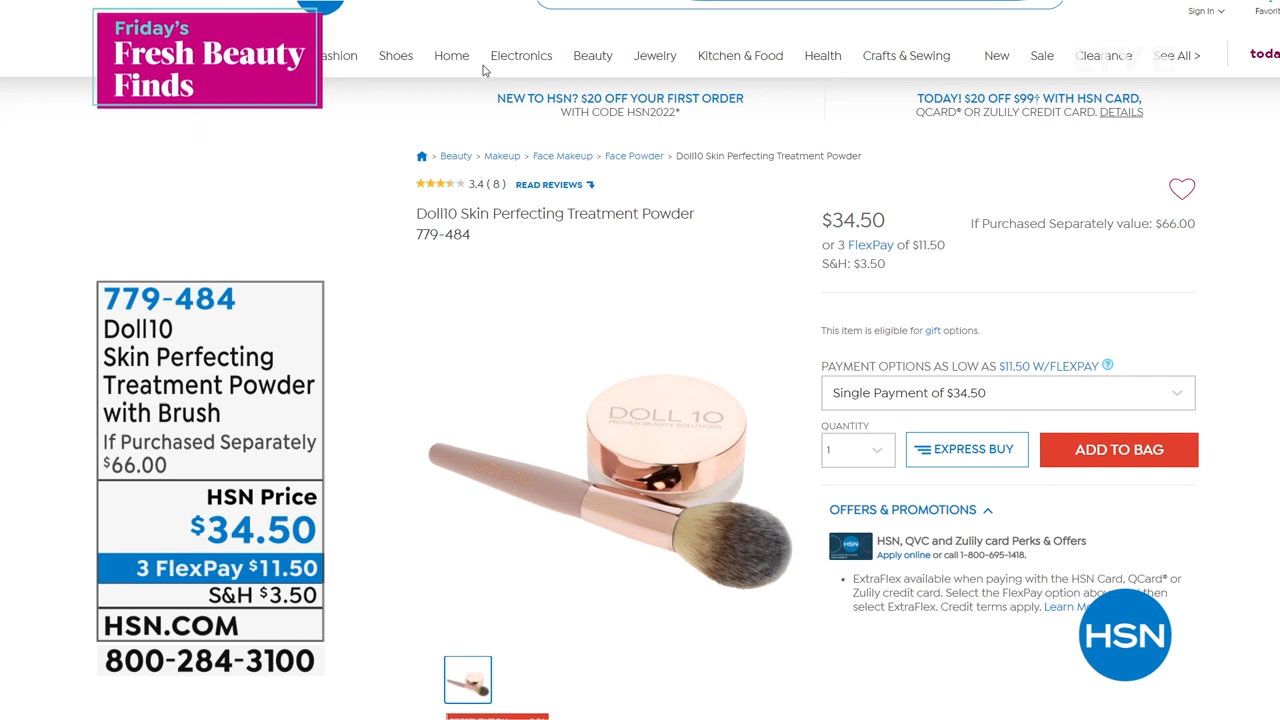 Friday's
Fresh Beauty
Finds
Sign In
Shoes
Home
Electronics
Beauty
Jewelry
Kitchen & Food
Health
Crafts & Sewing
New
Sale
Clearance
See All >
NEW TO HSN? $20 OFF YOUR FIRST ORDER
WITH CODE HSN2022*
TODAY! $20 OFF $99† WITH HSN CARD,
QCARD® OR ZULILY CREDIT CARD. DETAILS
> Beauty > Makeup > Face Makeup > Face Powder > Doll10 Skin Perfecting Treatment Powder
3.4 ( 8 ) READ REVIEWS
Doll10 Skin Perfecting Treatment Powder
779-484
$34.50
If Purchased Separately value: $66.00
or 3 FlexPay of $11.50
S&H: $3.50
This item is eligible for gift options.
PAYMENT OPTIONS AS LOW AS $11.50 W/FLEXPAY ?
Single Payment of $34.50
QUANTITY
1
EXPRESS BUY
ADD TO BAG
OFFERS & PROMOTIONS
HSN
HSN, QVC and Zulily card Perks & Offers
Apply online or call 1-800-695-1418.
• ExtraFlex available when paying with the HSN Card, QCard® or
Zulily credit card. Select the FlexPay option
select ExtraFlex. Credit terms apply. Learn
HSN
DOLL 10
PROVEN BEAUTY SOLUTIONS
DOLL 10
779-484
Doll10
Skin Perfecting
Treatment Powder
with Brush
If Purchased Separately
$66.00
HSN Price
$34.50
3 FlexPay $11.50
S&H $3.50
HSN.COM
800-284-3100